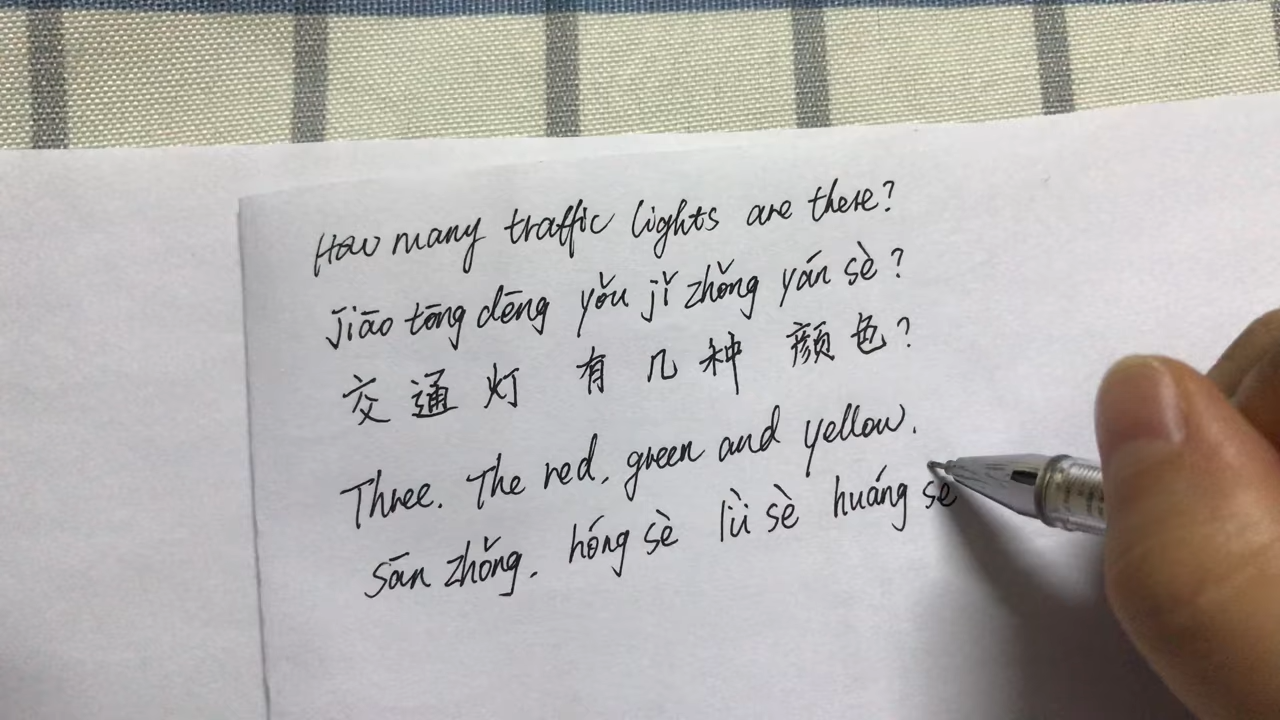 How many traffic lights are there?
jiāo tōng dēng yǒu jǐ zhǒng yán sè?
交通灯 有几种 颜色?
Three. The red, green and yellow.
sān zhǒng. hóng sè lǜ sè huáng se